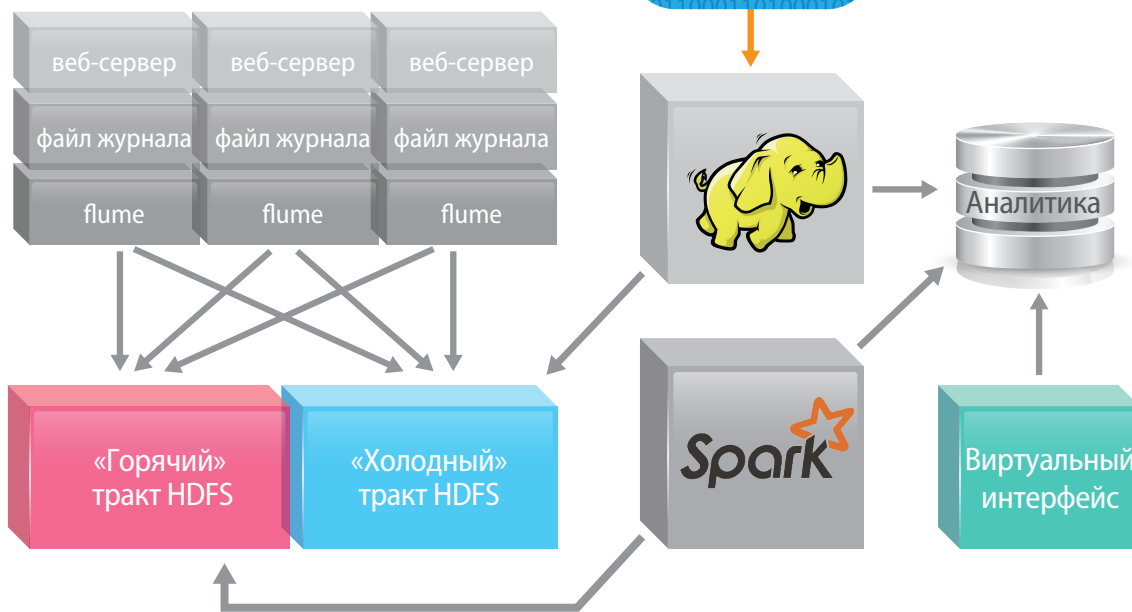 011000110100010
веб-сервер веб-сервер веб-сервер
файл журнала файл журнала файл журнала
flume flume flume
Аналитика
«Горячий»
тракт HDFS
«Холодный»
тракт HDFS
Spark
Виртуальный
интерфейс